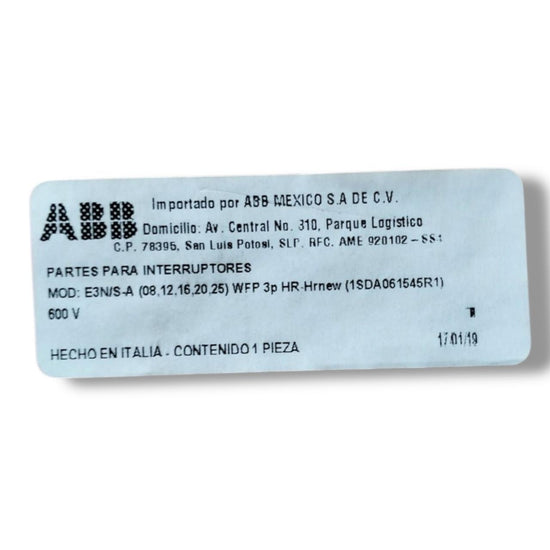 ABB
Importado por ABB MEXICO S.A DE C.V.
Domicilio: Av. Central No. 310, Parque Logístico
C.P. 78395, San Luis Potosi, SLP. RFC. AME 920102 - SS1
PARTES PARA INTERRUPTORES
MOD: E3N/S-A (08,12,16,20,25) WFP 3p HR-Hrnew (1SDA061545R1)
600 V
17/01/19
HECHO EN ITALIA - CONTENIDO 1 PIEZA